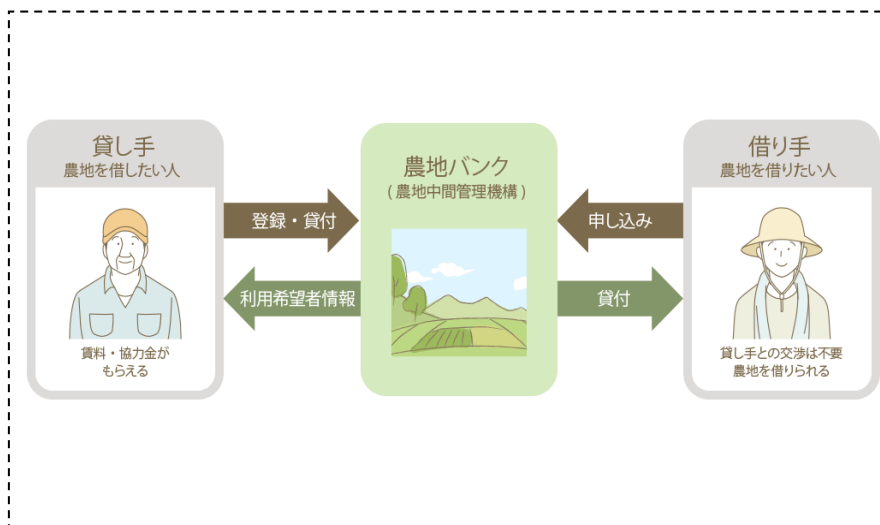 貸し手
農地を借したい人
登録・貸付
利用希望者情報
賃料・協力金が
もらえる
農地バンク
(農地中間管理機構)
申し込み
貸付
借り手
農地を借りたい人
貸し手との交渉は不要
農地を借りられる